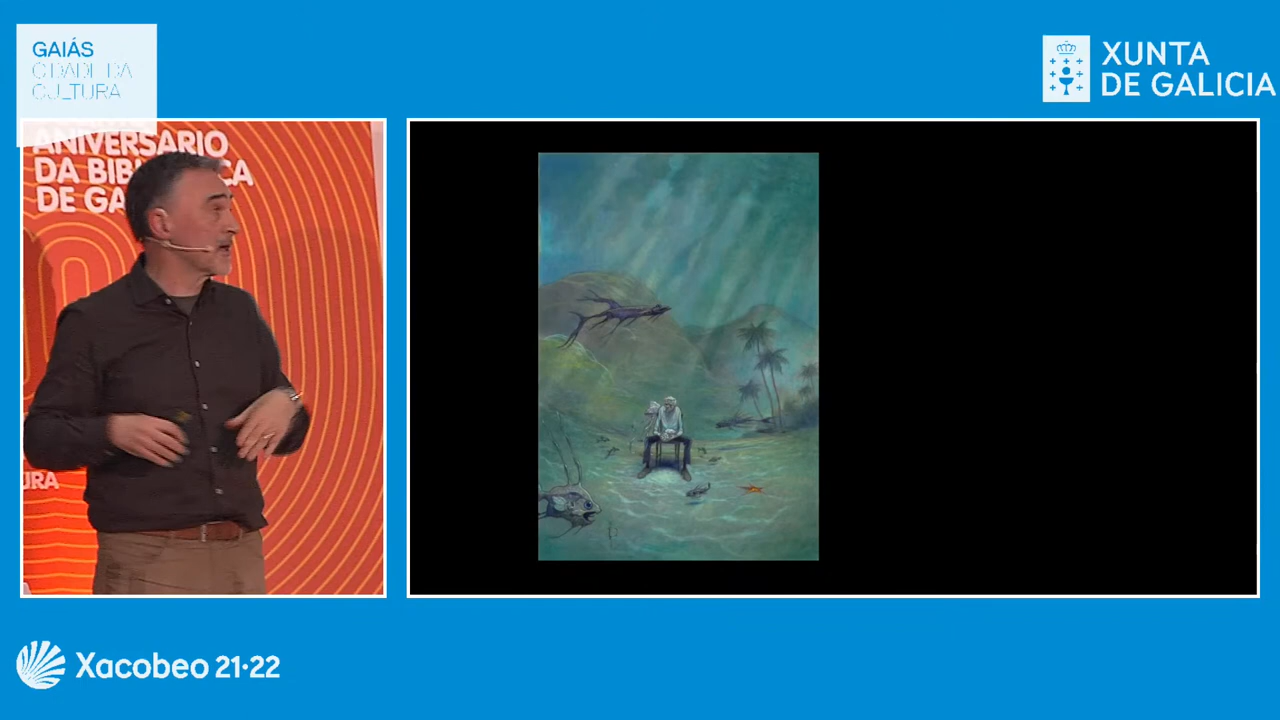 GAIÁS
CIDADE DA
CULTURA
XUNTA
DE GALICIA
ANIVERSARIO
DA BIB CA
DE GA
URA
Xacobeo 21·22